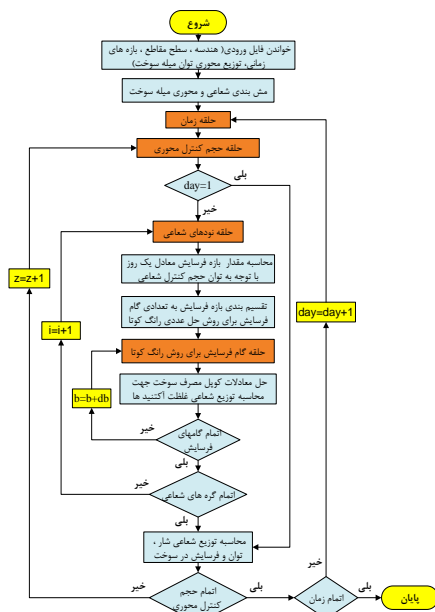 شروع
خواندن فایل ورودی( هندسه ، سطح مقاطع ، بازه های
زمانی، توزیع محوری توان میله سوخت)
مش بندی شعاعی و محوری میله سوخت
حلقه زمان
حلقه حجم کنترل محوری
day=1
بلی
خیر
حلقه نودهای شعاعی
محاسبه مقدار بازه فرسایش معادل یک روز
با توجه به توان حجم کنترل شعاعی
z=z+1
i=i+1
day=day+1
تقسیم بندی بازه فرسایش به تعدادی گام
فرسایش برای روش حل عددی رانگ کوتا
حلقه گام فرسایش برای روش رانگ کوتا
حل معادلات کوپل مصرف سوخت جهت
محاسبه توزیع شعاعی غلظت آکتنید ها
b=b+db
خیر
اتمام گامهای
فرسایش
بلی
خیر
اتمام گره های شعاعی
بلی
محاسبه توزیع شعاعی شار ،
توان و فرسایش در سوخت
خیر
خیر
اتمام حجم
کنترل محوری
بلی
اتمام زمان
بلی
پایان